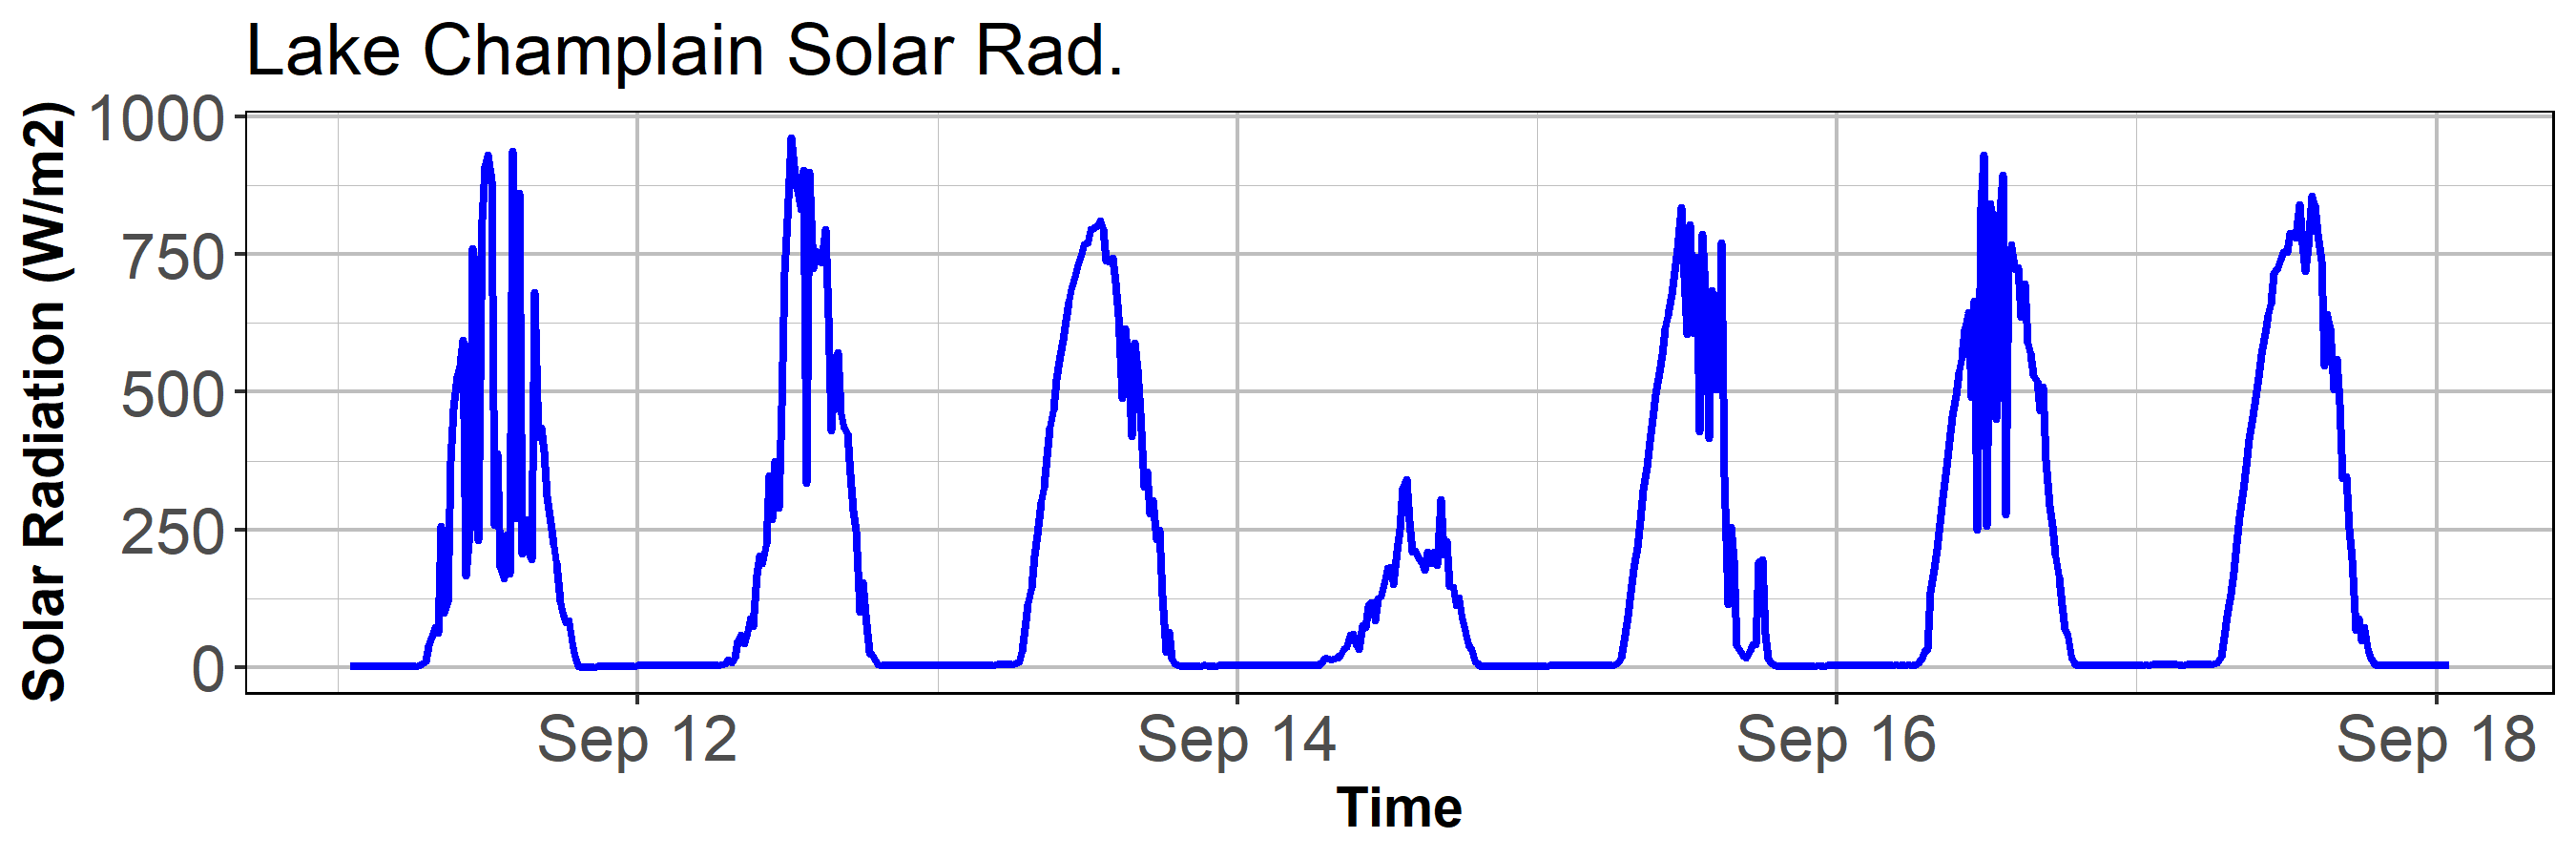 Lake Champlain Solar Rad.
Solar Radiation (W/m2)
1000
750
500
250
0
Sep 12 Sep 14 Sep 16 Sep 18
Time